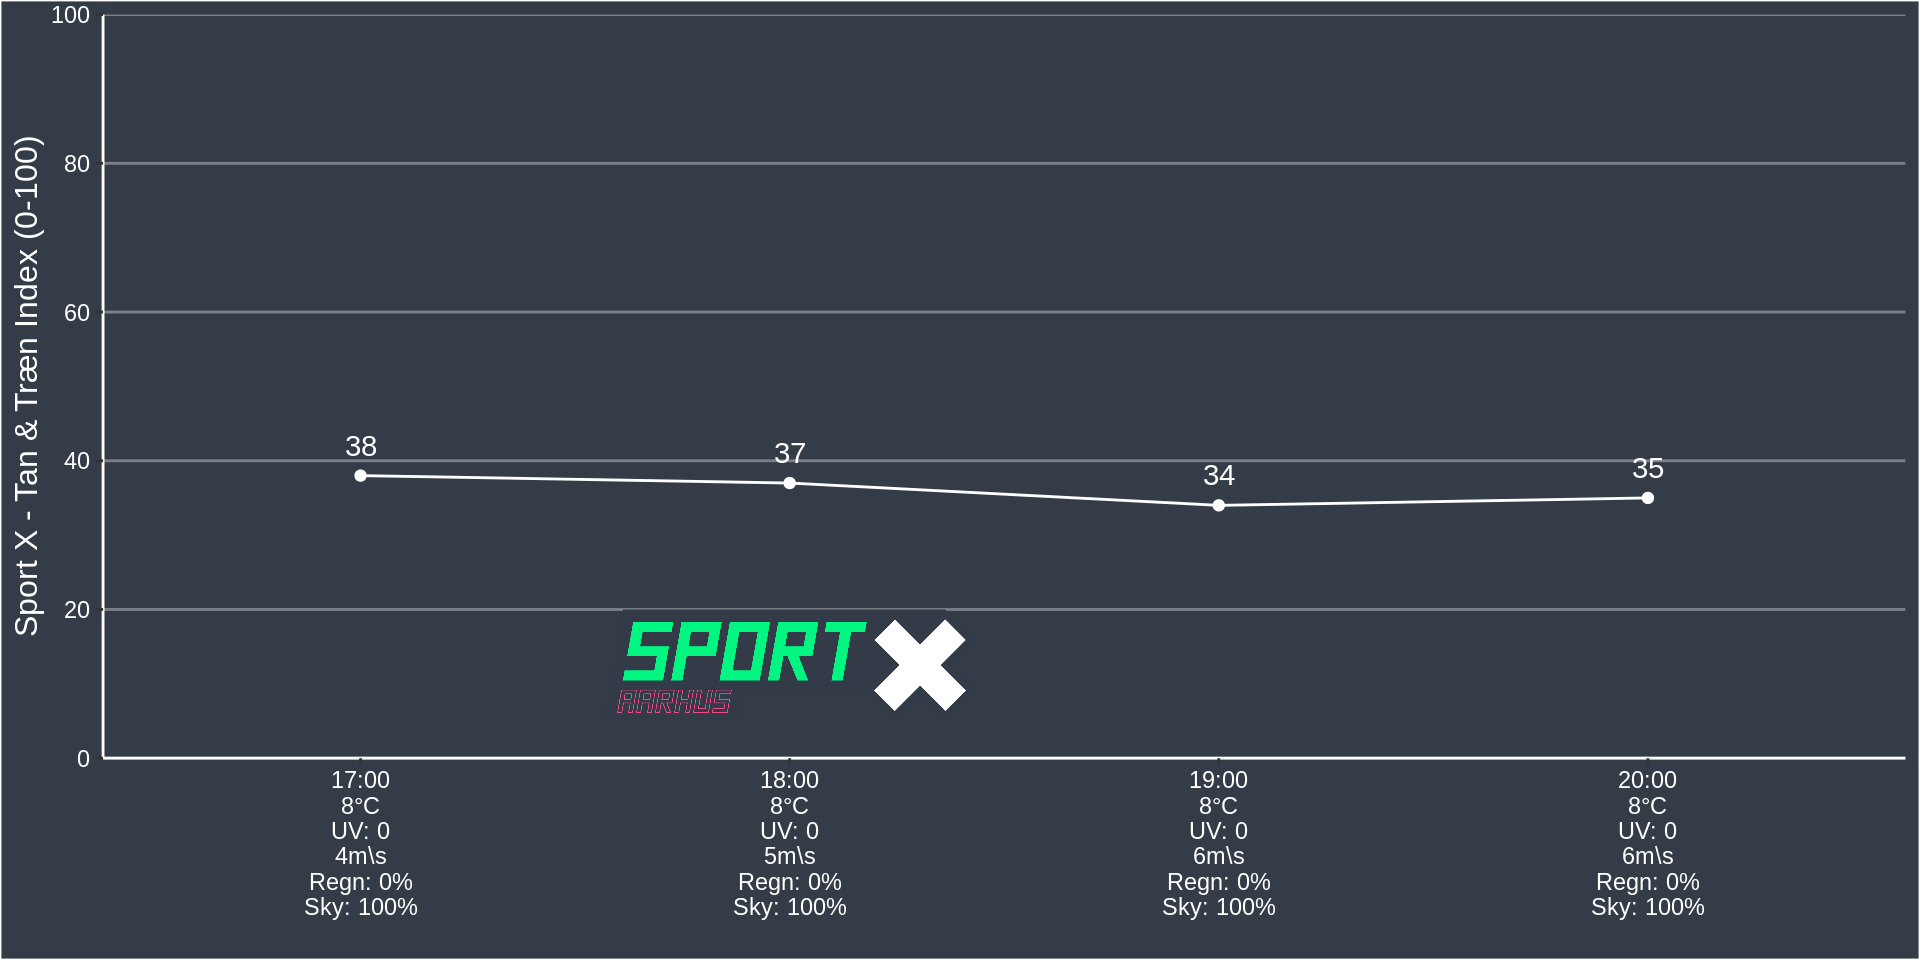 Sport X - Tan & Træn Index (0-100)
100
80
60
40
20
0
38
37
34
35
SPORT X
AARHUS
17:00
8°C
UV: 0
4m\s
Regn: 0%
Sky: 100%
18:00
8°C
UV: 0
5m\s
Regn: 0%
Sky: 100%
19:00
8°C
UV: 0
6m\s
Regn: 0%
Sky: 100%
20:00
8°C
UV: 0
6m\s
Regn: 0%
Sky: 100%